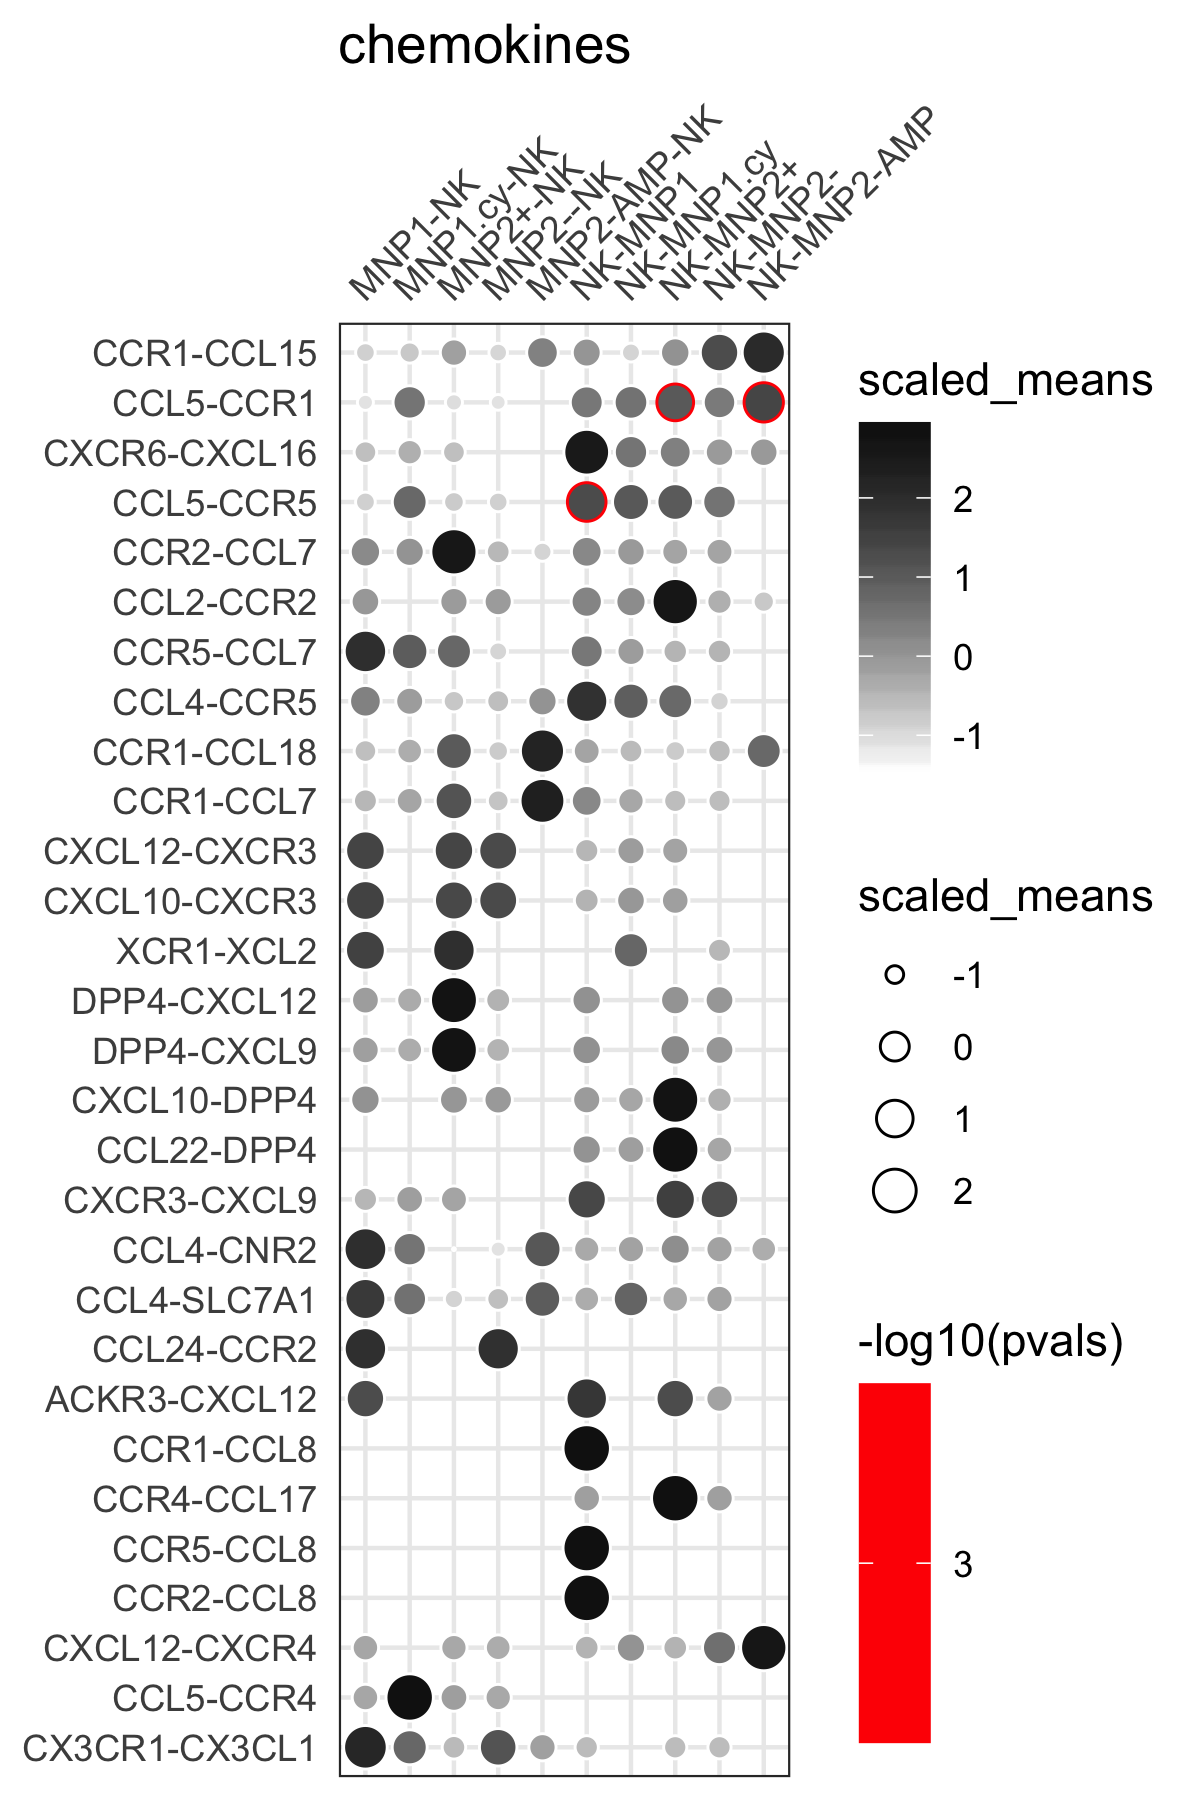 chemokines
MNP1-NK
MNP1.cy-NK
MNP2+-NK
MNP2--NK
MNP2-AMP-NK
NK-MNP1
NK-MNP1.cy
NK-MNP2+
NK-MNP2-
NK-MNP2-AMP
CCR1-CCL15
CCL5-CCR1
CXCR6-CXCL16
CCL5-CCR5
CCR2-CCL7
CCL2-CCR2
CCR5-CCL7
CCL4-CCR5
CCR1-CCL18
CCR1-CCL7
CXCL12-CXCR3
CXCL10-CXCR3
XCR1-XCL2
DPP4-CXCL12
DPP4-CXCL9
CXCL10-DPP4
CCL22-DPP4
CXCR3-CXCL9
CCL4-CNR2
CCL4-SLC7A1
CCL24-CCR2
ACKR3-CXCL12
CCR1-CCL8
CCR4-CCL17
CCR5-CCL8
CCR2-CCL8
CXCL12-CXCR4
CCL5-CCR4
CX3CR1-CX3CL1
scaled_means
2
1
0
-1
scaled_means
-1
0
1
2
-log10(pvals)
3